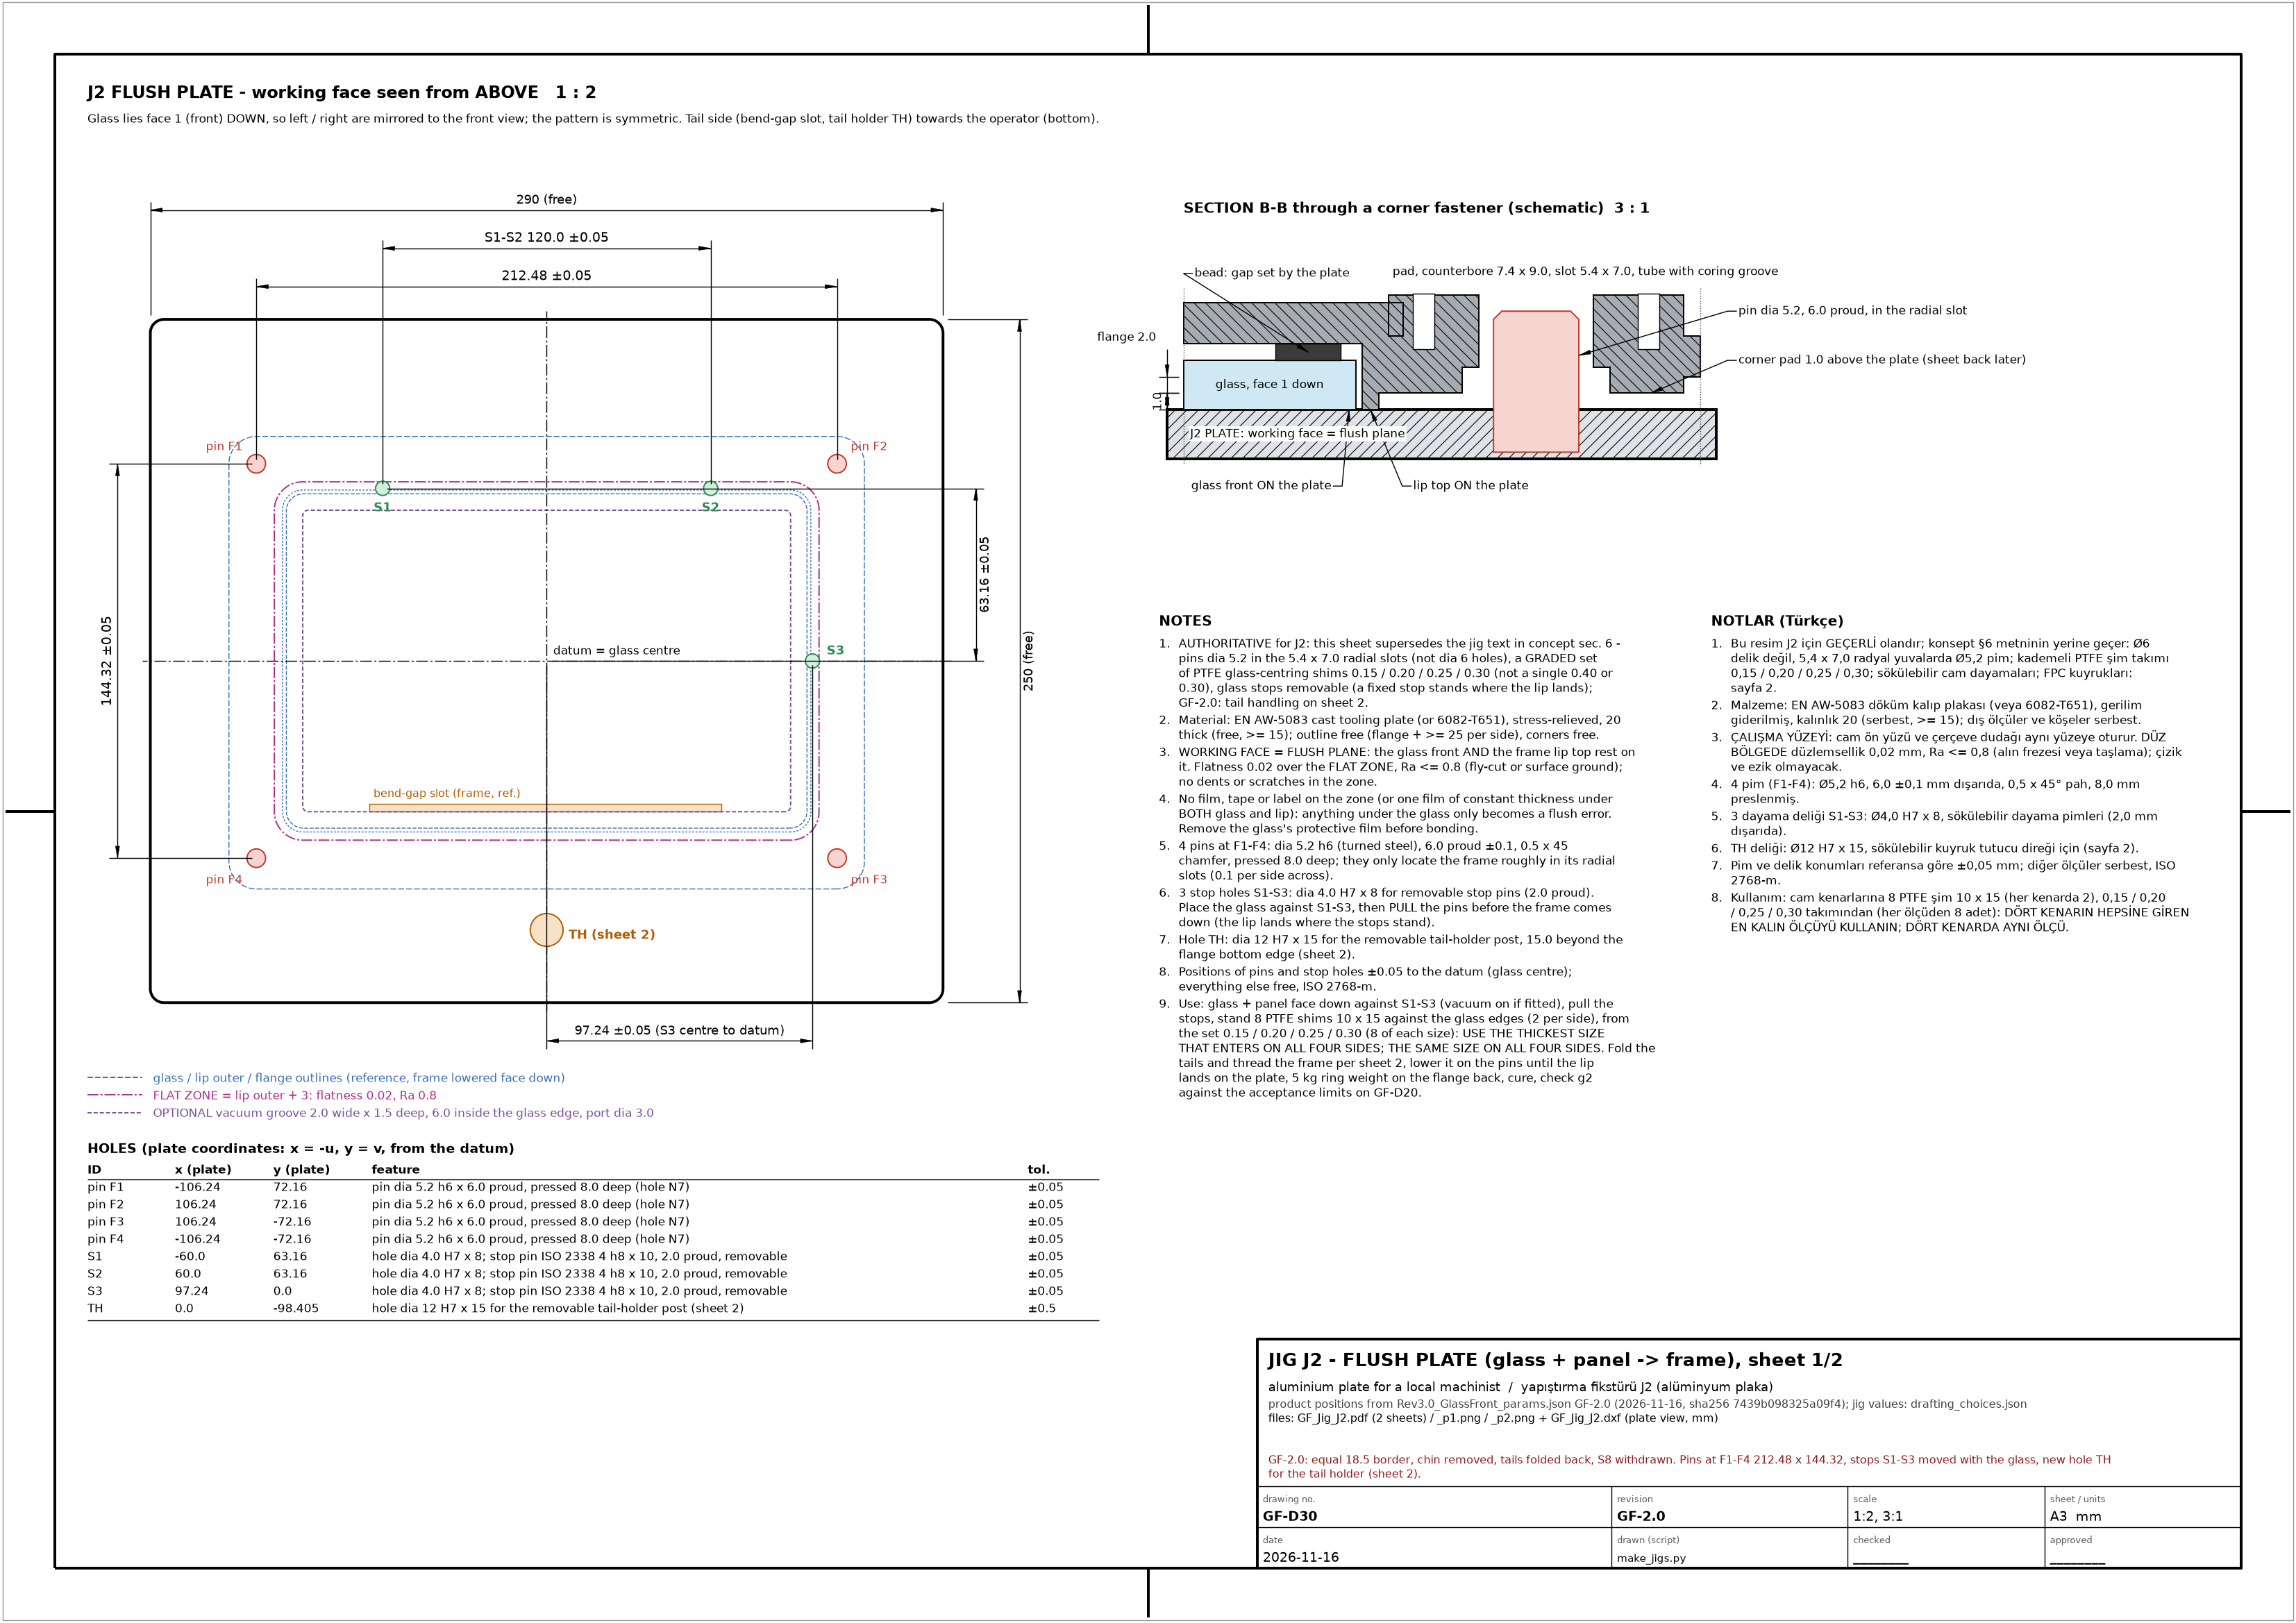 J2 FLUSH PLATE - working face seen from ABOVE   1 : 2
Glass lies face 1 (front) DOWN, so left / right are mirrored to the front view; the pattern is symmetric. Tail side (bend-gap slot, tail holder TH) towards the operator (bottom).
290 (free)
S1-S2 120.0 ±0.05
212.48 ±0.05
pin F1
pin F2
S1
S2
144.32 ±0.05
63.16 ±0.05
250 (free)
datum = glass centre
S3
bend-gap slot (frame, ref.)
pin F4
pin F3
TH (sheet 2)
97.24 ±0.05 (S3 centre to datum)
glass / lip outer / flange outlines (reference, frame lowered face down)
FLAT ZONE = lip outer + 3: flatness 0.02, Ra 0.8
OPTIONAL vacuum groove 2.0 wide x 1.5 deep, 6.0 inside the glass edge, port dia 3.0
HOLES (plate coordinates: x = -u, y = v, from the datum)
ID x (plate) y (plate) feature tol.
pin F1 -106.24 72.16 pin dia 5.2 h6 x 6.0 proud, pressed 8.0 deep (hole N7) ±0.05
pin F2 106.24 72.16 pin dia 5.2 h6 x 6.0 proud, pressed 8.0 deep (hole N7) ±0.05
pin F3 106.24 -72.16 pin dia 5.2 h6 x 6.0 proud, pressed 8.0 deep (hole N7) ±0.05
pin F4 -106.24 -72.16 pin dia 5.2 h6 x 6.0 proud, pressed 8.0 deep (hole N7) ±0.05
S1 -60.0 63.16 hole dia 4.0 H7 x 8; stop pin ISO 2338 4 h8 x 10, 2.0 proud, removable ±0.05
S2 60.0 63.16 hole dia 4.0 H7 x 8; stop pin ISO 2338 4 h8 x 10, 2.0 proud, removable ±0.05
S3 97.24 0.0 hole dia 4.0 H7 x 8; stop pin ISO 2338 4 h8 x 10, 2.0 proud, removable ±0.05
TH 0.0 -98.405 hole dia 12 H7 x 15 for the removable tail-holder post (sheet 2) ±0.5
SECTION B-B through a corner fastener (schematic)  3 : 1
bead: gap set by the plate
pad, counterbore 7.4 x 9.0, slot 5.4 x 7.0, tube with coring groove
pin dia 5.2, 6.0 proud, in the radial slot
flange 2.0
corner pad 1.0 above the plate (sheet back later)
glass, face 1 down
1.0
J2 PLATE: working face = flush plane
glass front ON the plate
lip top ON the plate
NOTES
1. AUTHORITATIVE for J2: this sheet supersedes the jig text in concept sec. 6 -
pins dia 5.2 in the 5.4 x 7.0 radial slots (not dia 6 holes), a GRADED set
of PTFE glass-centring shims 0.15 / 0.20 / 0.25 / 0.30 (not a single 0.40 or
0.30), glass stops removable (a fixed stop stands where the lip lands);
GF-2.0: tail handling on sheet 2.
2. Material: EN AW-5083 cast tooling plate (or 6082-T651), stress-relieved, 20
thick (free, >= 15); outline free (flange + >= 25 per side), corners free.
3. WORKING FACE = FLUSH PLANE: the glass front AND the frame lip top rest on
it. Flatness 0.02 over the FLAT ZONE, Ra <= 0.8 (fly-cut or surface ground);
no dents or scratches in the zone.
4. No film, tape or label on the zone (or one film of constant thickness under
BOTH glass and lip): anything under the glass only becomes a flush error.
Remove the glass's protective film before bonding.
5. 4 pins at F1-F4: dia 5.2 h6 (turned steel), 6.0 proud ±0.1, 0.5 x 45
chamfer, pressed 8.0 deep; they only locate the frame roughly in its radial
slots (0.1 per side across).
6. 3 stop holes S1-S3: dia 4.0 H7 x 8 for removable stop pins (2.0 proud).
Place the glass against S1-S3, then PULL the pins before the frame comes
down (the lip lands where the stops stand).
7. Hole TH: dia 12 H7 x 15 for the removable tail-holder post, 15.0 beyond the
flange bottom edge (sheet 2).
8. Positions of pins and stop holes ±0.05 to the datum (glass centre);
everything else free, ISO 2768-m.
9. Use: glass + panel face down against S1-S3 (vacuum on if fitted), pull the
stops, stand 8 PTFE shims 10 x 15 against the glass edges (2 per side), from
the set 0.15 / 0.20 / 0.25 / 0.30 (8 of each size): USE THE THICKEST SIZE
THAT ENTERS ON ALL FOUR SIDES; THE SAME SIZE ON ALL FOUR SIDES. Fold the
tails and thread the frame per sheet 2, lower it on the pins until the lip
lands on the plate, 5 kg ring weight on the flange back, cure, check g2
against the acceptance limits on GF-D20.
NOTLAR (Türkçe)
1. Bu resim J2 için GEÇERLİ olandır; konsept §6 metninin yerine geçer: Ø6
delik değil, 5,4 x 7,0 radyal yuvalarda Ø5,2 pim; kademeli PTFE şim takımı
0,15 / 0,20 / 0,25 / 0,30; sökülebilir cam dayamaları; FPC kuyrukları:
sayfa 2.
2. Malzeme: EN AW-5083 döküm kalıp plakası (veya 6082-T651), gerilim
giderilmiş, kalınlık 20 (serbest, >= 15); dış ölçüler ve köşeler serbest.
3. ÇALIŞMA YÜZEYİ: cam ön yüzü ve çerçeve dudağı aynı yüzeye oturur. DÜZ
BÖLGEDE düzlemsellik 0,02 mm, Ra <= 0,8 (alın frezesi veya taşlama); çizik
ve ezik olmayacak.
4. 4 pim (F1-F4): Ø5,2 h6, 6,0 ±0,1 mm dışarıda, 0,5 x 45° pah, 8,0 mm
preslenmiş.
5. 3 dayama deliği S1-S3: Ø4,0 H7 x 8, sökülebilir dayama pimleri (2,0 mm
dışarıda).
6. TH deliği: Ø12 H7 x 15, sökülebilir kuyruk tutucu direği için (sayfa 2).
7. Pim ve delik konumları referansa göre ±0,05 mm; diğer ölçüler serbest, ISO
2768-m.
8. Kullanım: cam kenarlarına 8 PTFE şim 10 x 15 (her kenarda 2), 0,15 / 0,20
/ 0,25 / 0,30 takımından (her ölçüden 8 adet): DÖRT KENARIN HEPSİNE GİREN
EN KALIN ÖLÇÜYÜ KULLANIN; DÖRT KENARDA AYNI ÖLÇÜ.
JIG J2 - FLUSH PLATE (glass + panel -> frame), sheet 1/2
aluminium plate for a local machinist  /  yapıştırma fikstürü J2 (alüminyum plaka)
product positions from Rev3.0_GlassFront_params.json GF-2.0 (2026-11-16, sha256 7439b098325a09f4); jig values: drafting_choices.json
files: GF_Jig_J2.pdf (2 sheets) / _p1.png / _p2.png + GF_Jig_J2.dxf (plate view, mm)
GF-2.0: equal 18.5 border, chin removed, tails folded back, S8 withdrawn. Pins at F1-F4 212.48 x 144.32, stops S1-S3 moved with the glass, new hole TH
for the tail holder (sheet 2).
drawing no. revision scale sheet / units
GF-D30 GF-2.0 1:2, 3:1 A3  mm
date drawn (script) checked approved
2026-11-16 make_jigs.py ________ ________